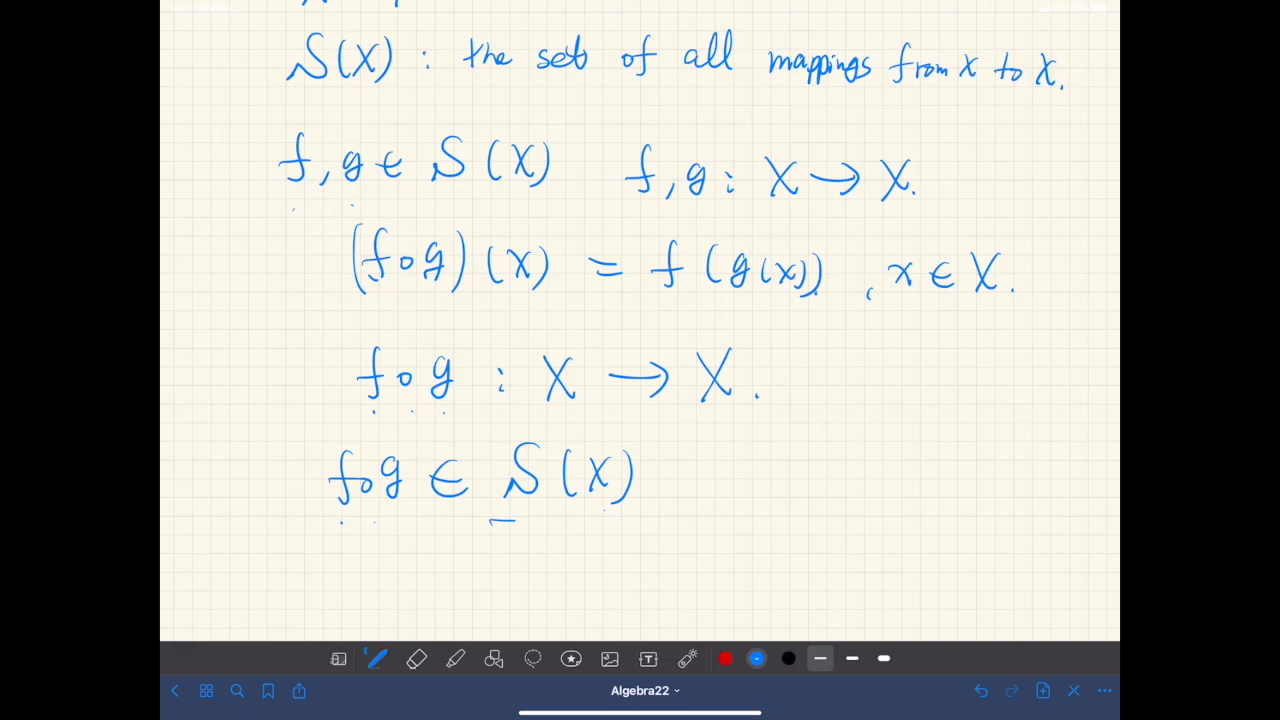 S(X) : the set of all mappings from X to X.
f, g ∈ S(X)   f, g : X → X.
(f∘g)(x) = f(g(x)) , x ∈ X.
f∘g : X → X.
f∘g ∈ S(X)
Algebra22